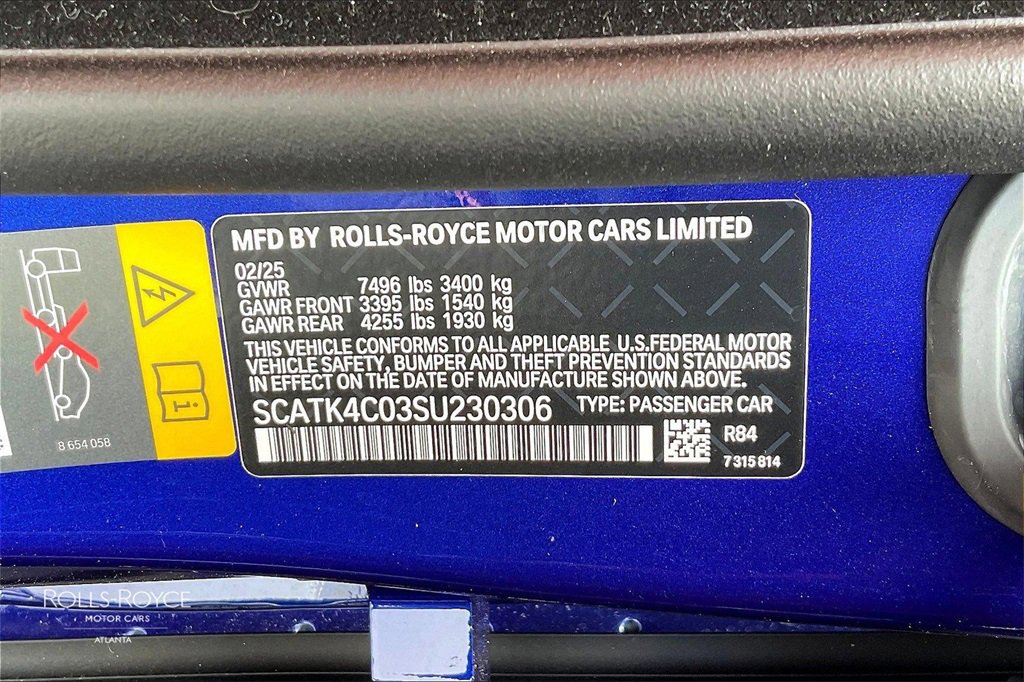 MFD BY ROLLS-ROYCE MOTOR CARS LIMITED
02/25
GVWR 7496 lbs 3400 kg
GAWR FRONT 3395 lbs 1540 kg
GAWR REAR 4255 lbs 1930 kg
THIS VEHICLE CONFORMS TO ALL APPLICABLE U.S.FEDERAL MOTOR
VEHICLE SAFETY, BUMPER AND THEFT PREVENTION STANDARDS
IN EFFECT ON THE DATE OF MANUFACTURE SHOWN ABOVE.
SCATK4C03SU230306 TYPE: PASSENGER CAR
R84
7 315 814
8 654 058
ROLLS-ROYCE
MOTOR CARS
ATLANTA